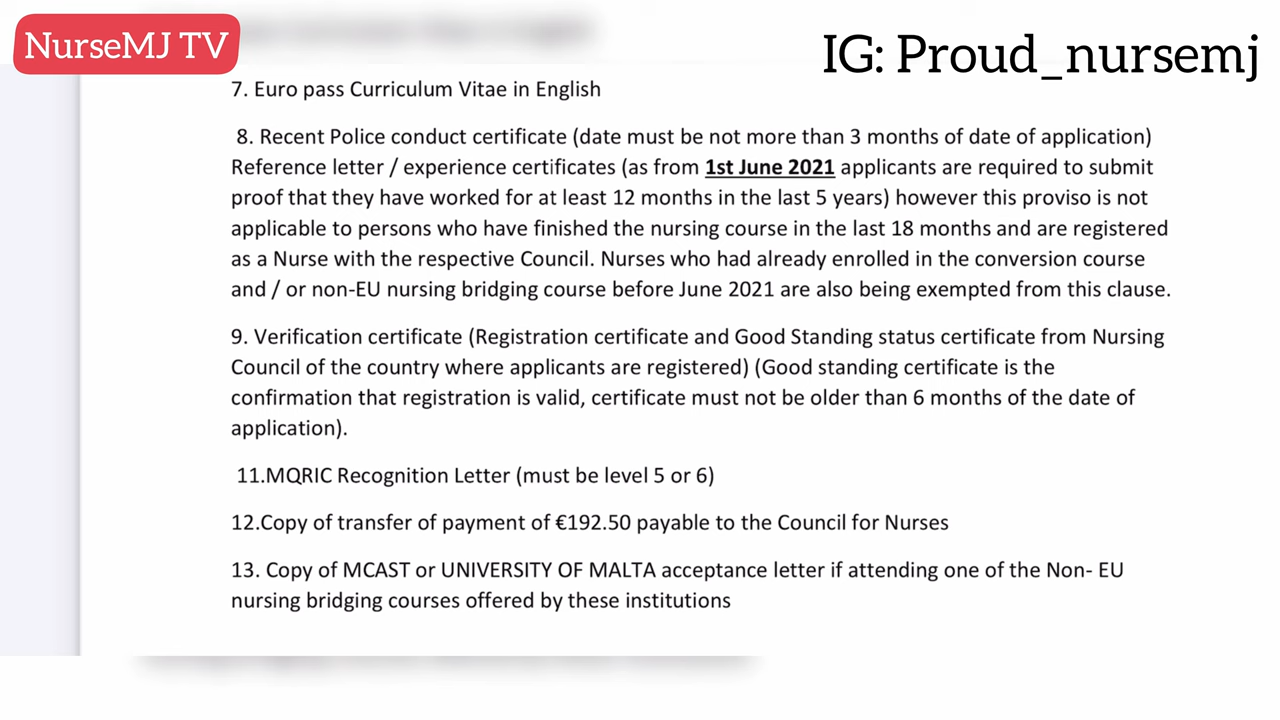 NurseMJ TV
IG: Proud_nursemj
7. Euro pass Curriculum Vitae in English
8. Recent Police conduct certificate (date must be not more than 3 months of date of application)
Reference letter / experience certificates (as from 1st June 2021 applicants are required to submit
proof that they have worked for at least 12 months in the last 5 years) however this proviso is not
applicable to persons who have finished the nursing course in the last 18 months and are registered
as a Nurse with the respective Council. Nurses who had already enrolled in the conversion course
and / or non-EU nursing bridging course before June 2021 are also being exempted from this clause.
9. Verification certificate (Registration certificate and Good Standing status certificate from Nursing
Council of the country where applicants are registered) (Good standing certificate is the
confirmation that registration is valid, certificate must not be older than 6 months of the date of
application).
11.MQRIC Recognition Letter (must be level 5 or 6)
12.Copy of transfer of payment of €192.50 payable to the Council for Nurses
13. Copy of MCAST or UNIVERSITY OF MALTA acceptance letter if attending one of the Non- EU
nursing bridging courses offered by these institutions